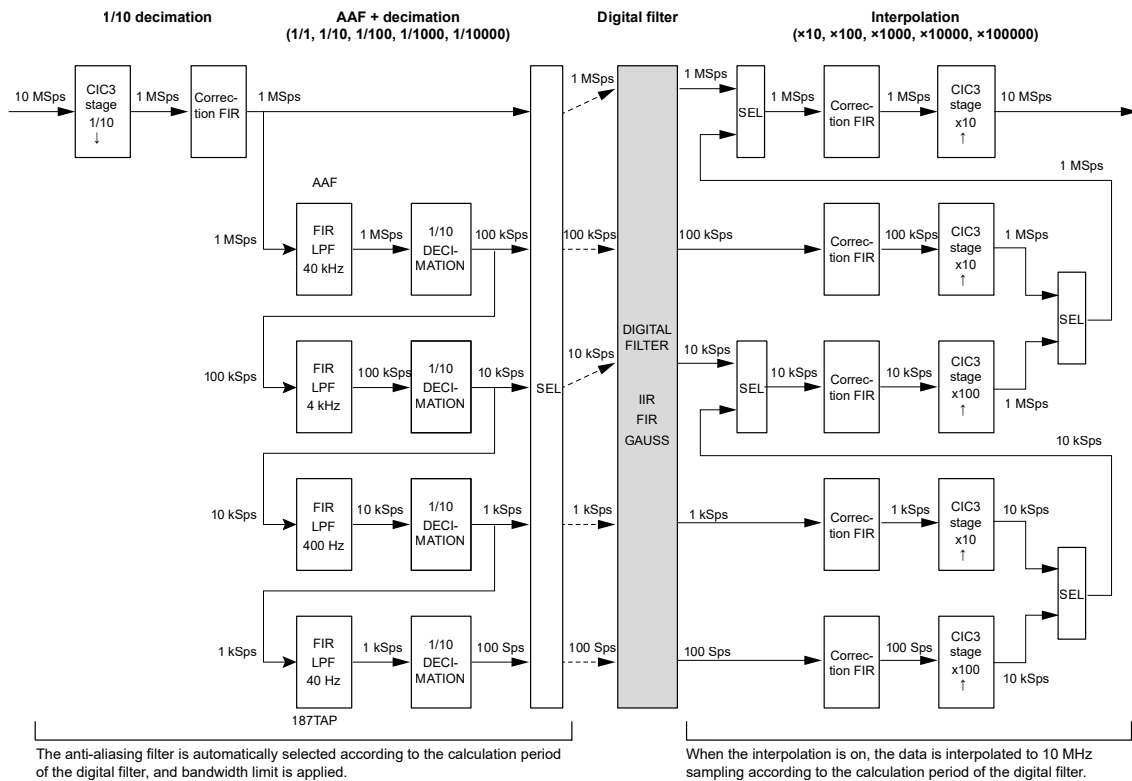 1/10 decimation
AAF + decimation
(1/1, 1/10, 1/100, 1/1000, 1/10000)
Digital filter
Interpolation
(×10, ×100, ×1000, ×10000, ×100000)
10 MSps
CIC3
stage
1/10
↓
1 MSps
Correc-
tion FIR
1 MSps
1 MSps
1 MSps
SEL
1 MSps
Correc-
tion FIR
1 MSps
CIC3
stage
x10
↑
10 MSps
1 MSps
AAF
1 MSps
FIR
LPF
40 kHz
1 MSps
1/10
DECI-
MATION
100 kSps
100 kSps
100 kSps
Correc-
tion FIR
100 kSps
CIC3
stage
x10
↑
1 MSps
SEL
100 kSps
FIR
LPF
4 kHz
100 kSps
1/10
DECI-
MATION
10 kSps
SEL
10 kSps
DIGITAL
FILTER
IIR
FIR
GAUSS
10 kSps
SEL
10 kSps
Correc-
tion FIR
10 kSps
CIC3
stage
x100
↑
1 MSps
10 kSps
10 kSps
FIR
LPF
400 Hz
10 kSps
1/10
DECI-
MATION
1 kSps
1 kSps
1 kSps
Correc-
tion FIR
1 kSps
CIC3
stage
x10
↑
10 kSps
SEL
1 kSps
FIR
LPF
40 Hz
1 kSps
1/10
DECI-
MATION
100 Sps
100 Sps
100 Sps
Correc-
tion FIR
100 Sps
CIC3
stage
x100
↑
10 kSps
187TAP
The anti-aliasing filter is automatically selected according to the calculation period
of the digital filter, and bandwidth limit is applied.
When the interpolation is on, the data is interpolated to 10 MHz
sampling according to the calculation period of the digital filter.